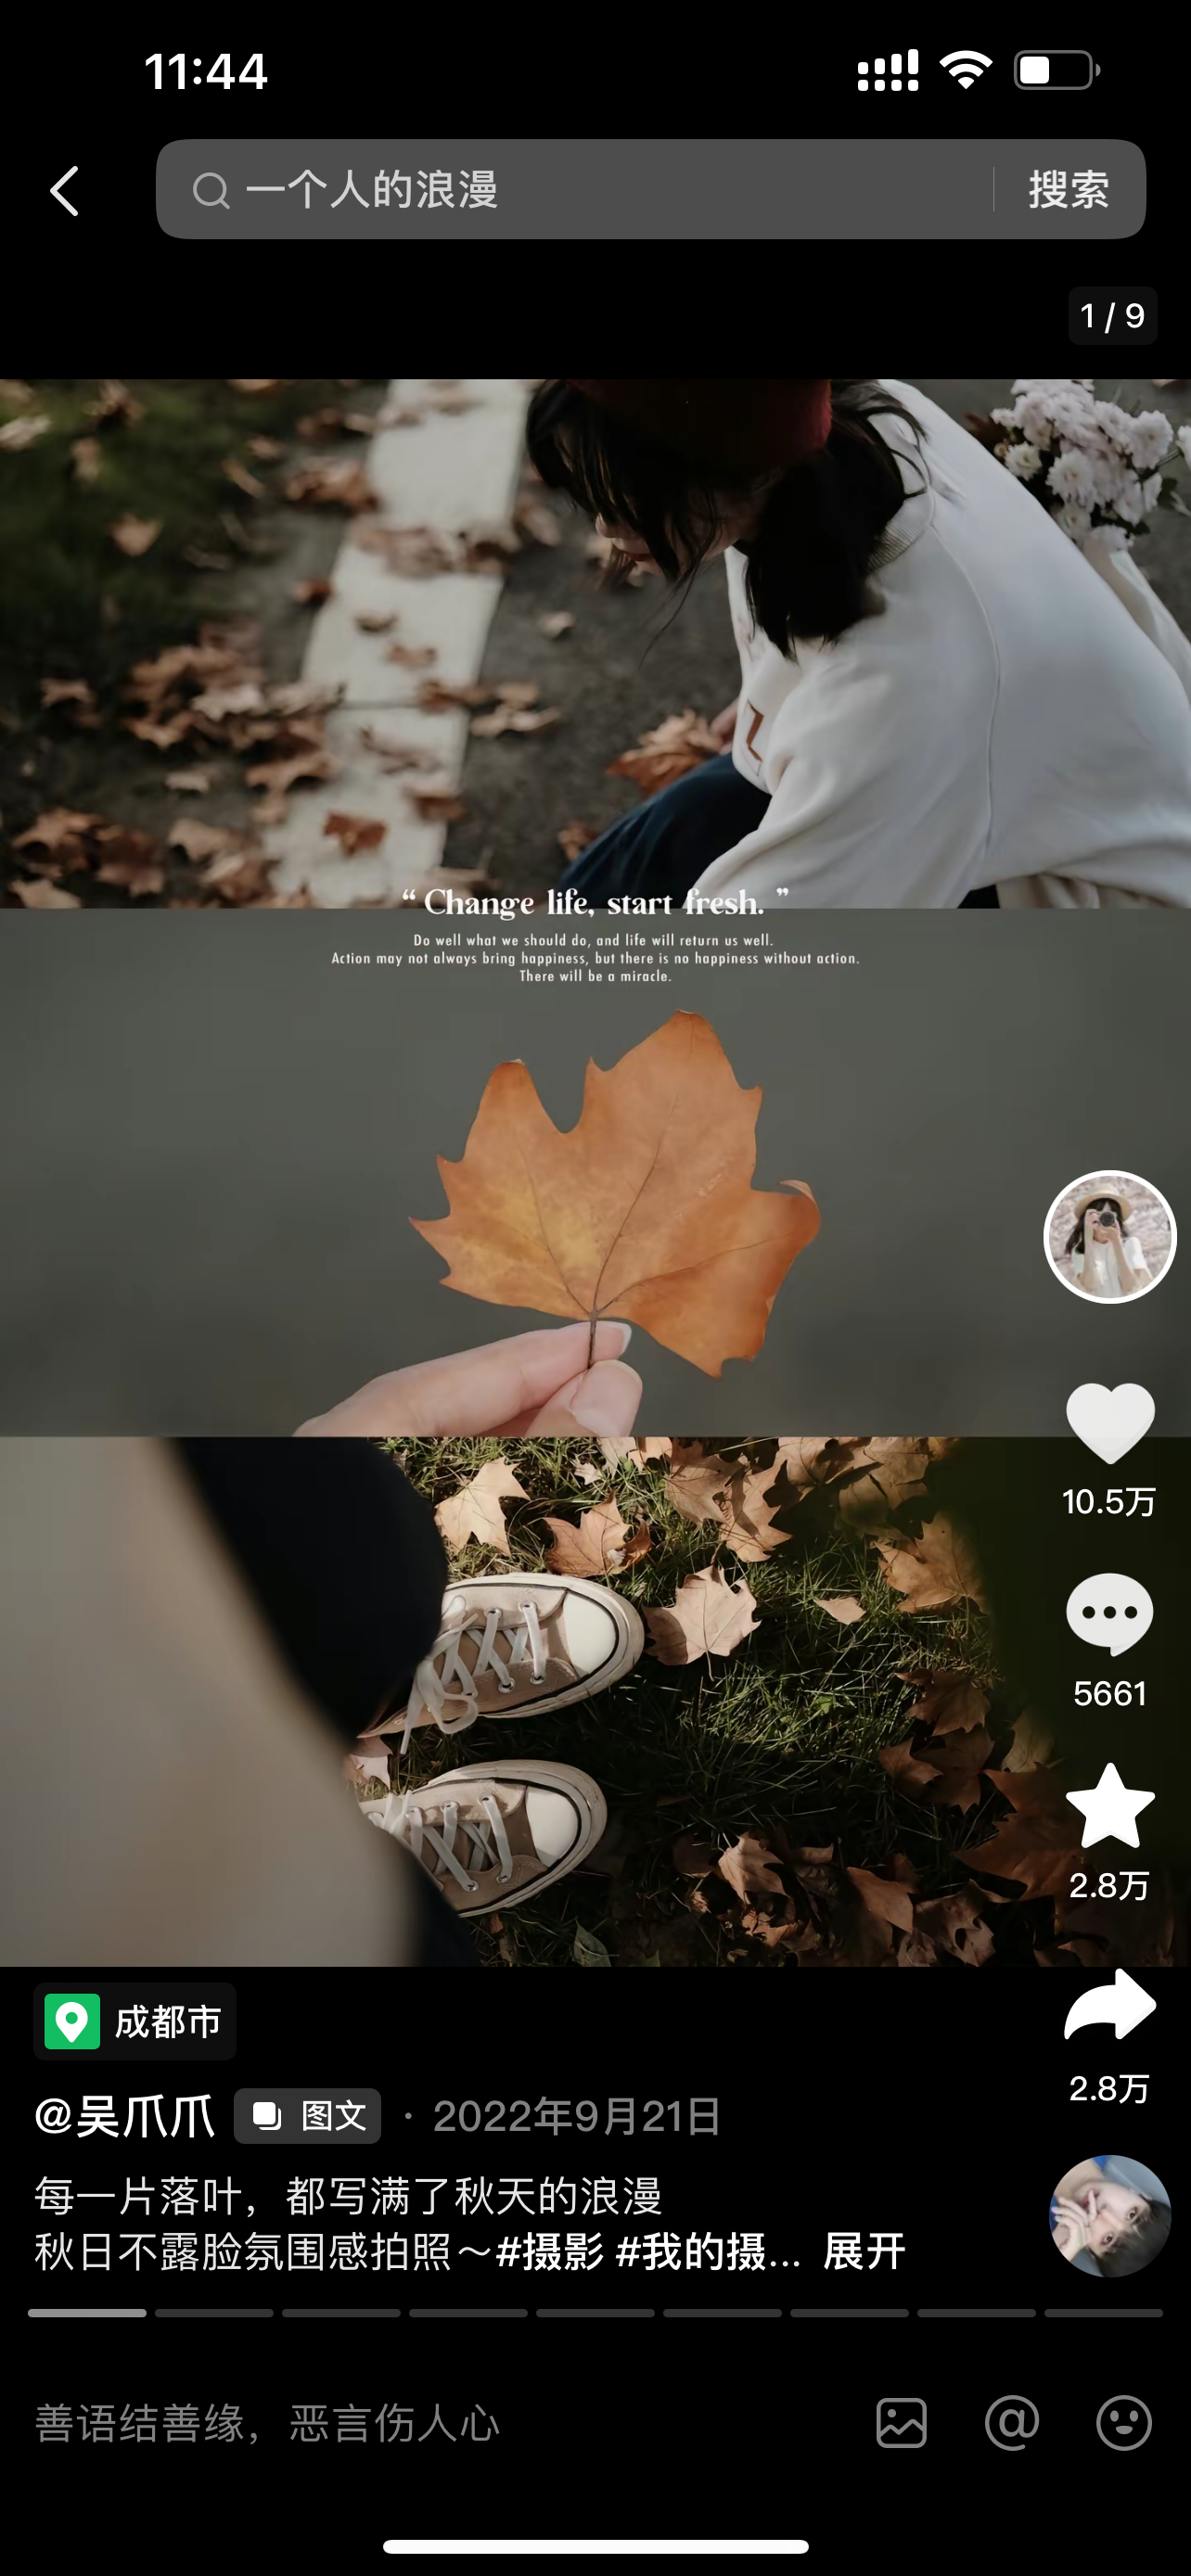 11:44
一个人的浪漫
搜索
1 / 9
“ Change life, start fresh. ”
Do well what we should do, and life will return us well.
Action may not always bring happiness, but there is no happiness without action.
There will be a miracle.
10.5万
5661
2.8万
2.8万
成都市
@吴爪爪 图文 · 2022年9月21日
每一片落叶，都写满了秋天的浪漫
秋日不露脸氛围感拍照～#摄影 #我的摄... 展开
善语结善缘，恶言伤人心